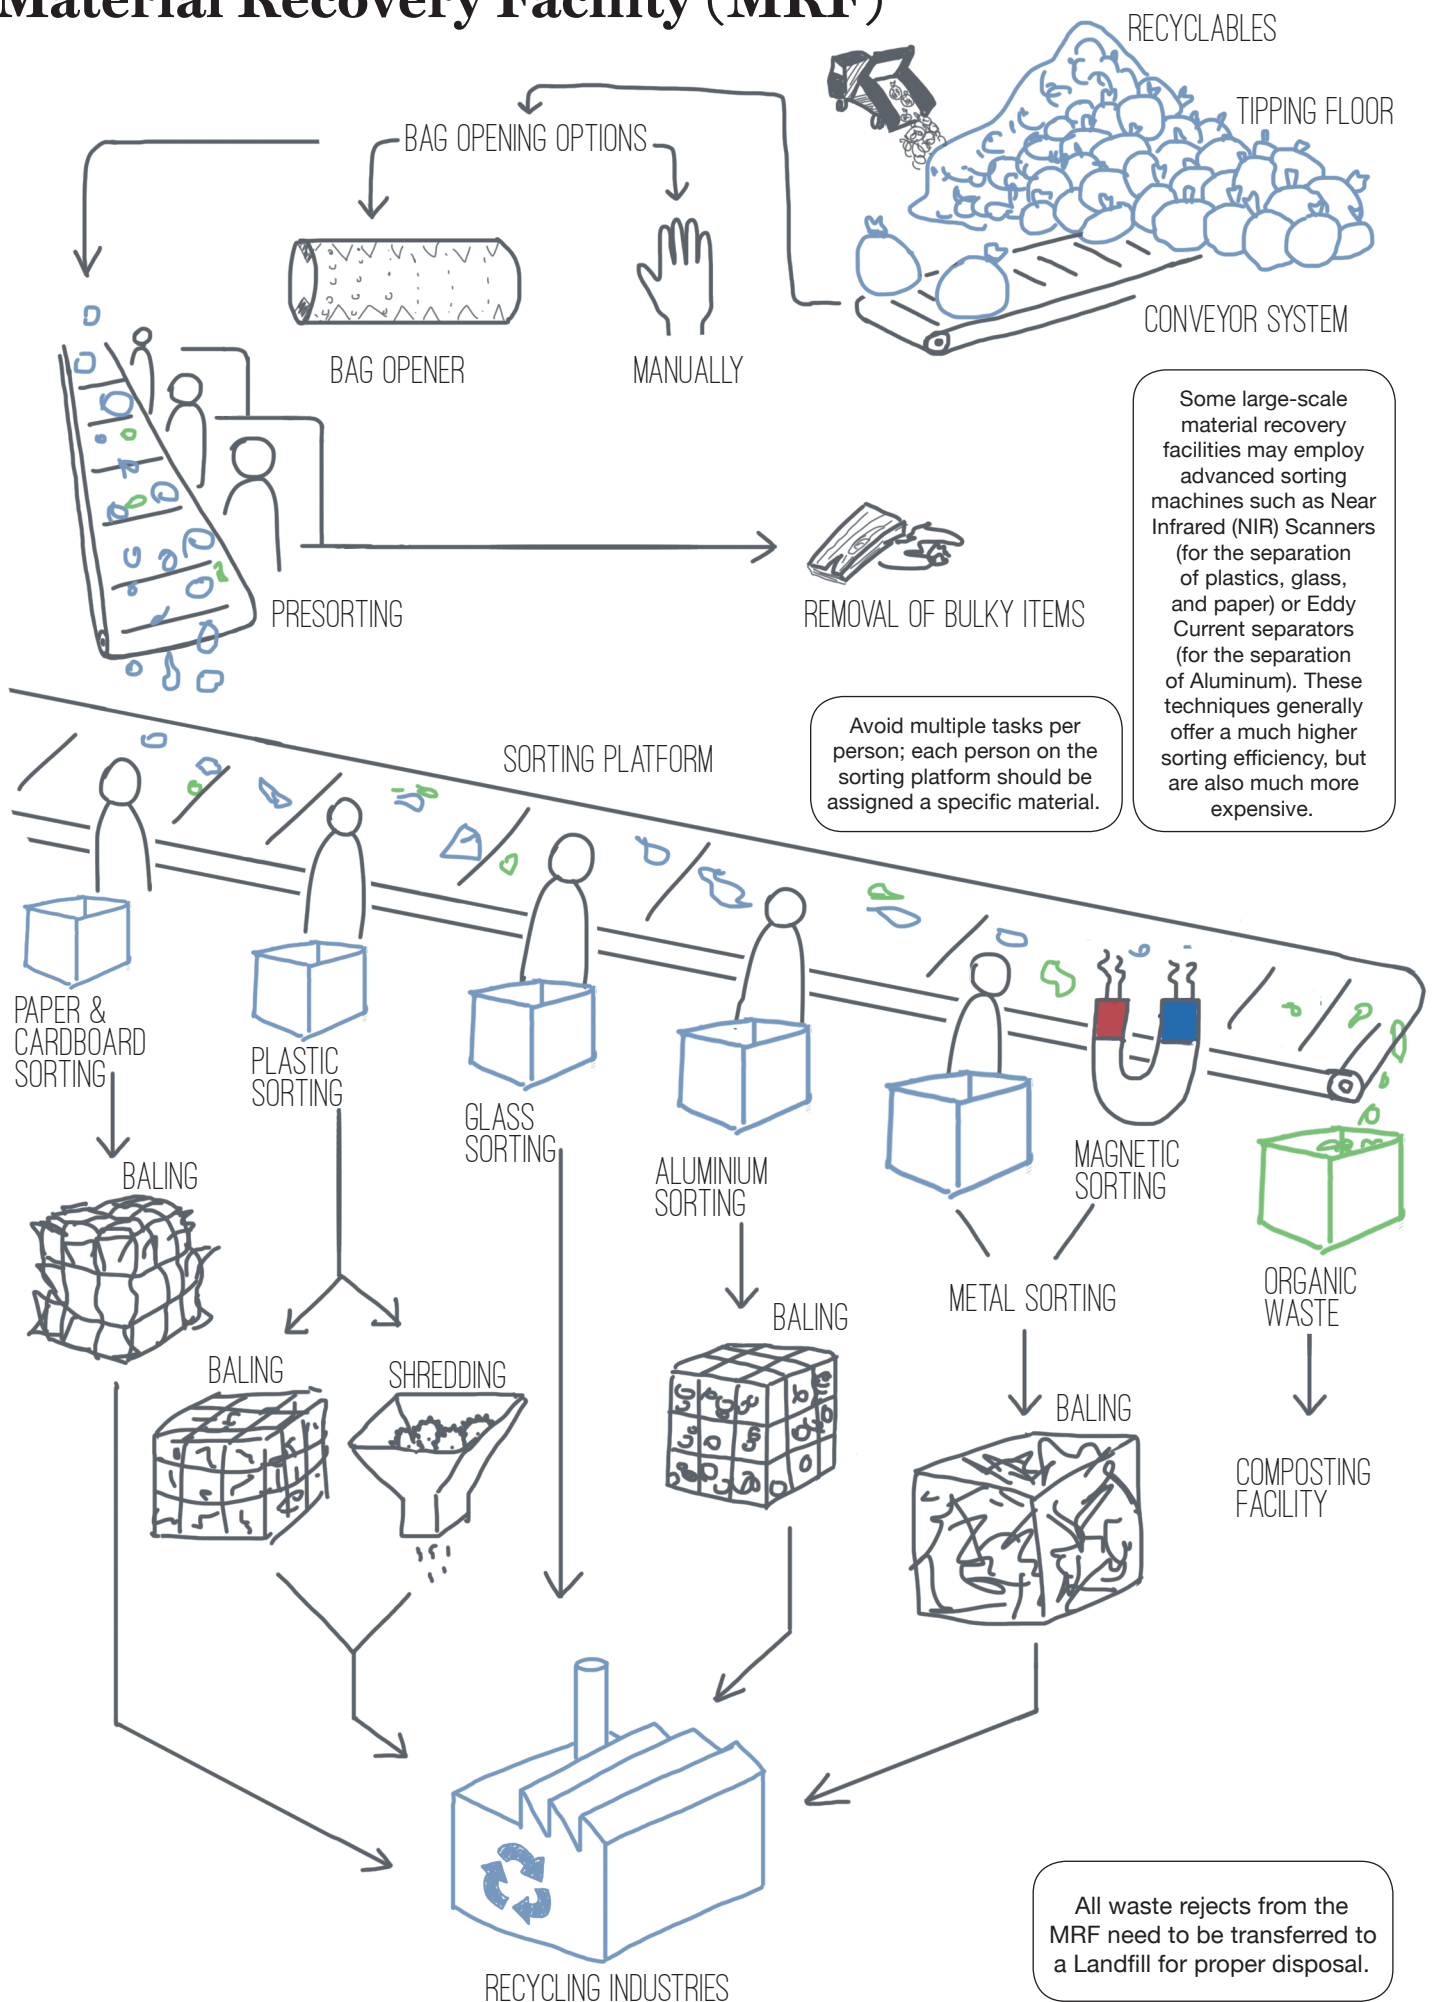 Material Recovery Facility (MRF)
RECYCLABLES
TIPPING FLOOR
BAG OPENING OPTIONS
CONVEYOR SYSTEM
BAG OPENER
MANUALLY
Some large-scale
material recovery
facilities may employ
advanced sorting
machines such as Near
Infrared (NIR) Scanners
(for the separation
of plastics, glass,
and paper) or Eddy
Current separators
(for the separation
of Aluminum). These
techniques generally
offer a much higher
sorting efficiency, but
are also much more
expensive.
PRESORTING
REMOVAL OF BULKY ITEMS
SORTING PLATFORM
Avoid multiple tasks per
person; each person on the
sorting platform should be
assigned a specific material.
PAPER &
CARDBOARD
SORTING
PLASTIC
SORTING
GLASS
SORTING
ALUMINIUM
SORTING
MAGNETIC
SORTING
METAL SORTING
ORGANIC
WASTE
BALING
BALING
SHREDDING
BALING
BALING
COMPOSTING
FACILITY
RECYCLING INDUSTRIES
All waste rejects from the
MRF need to be transferred to
a Landfill for proper disposal.